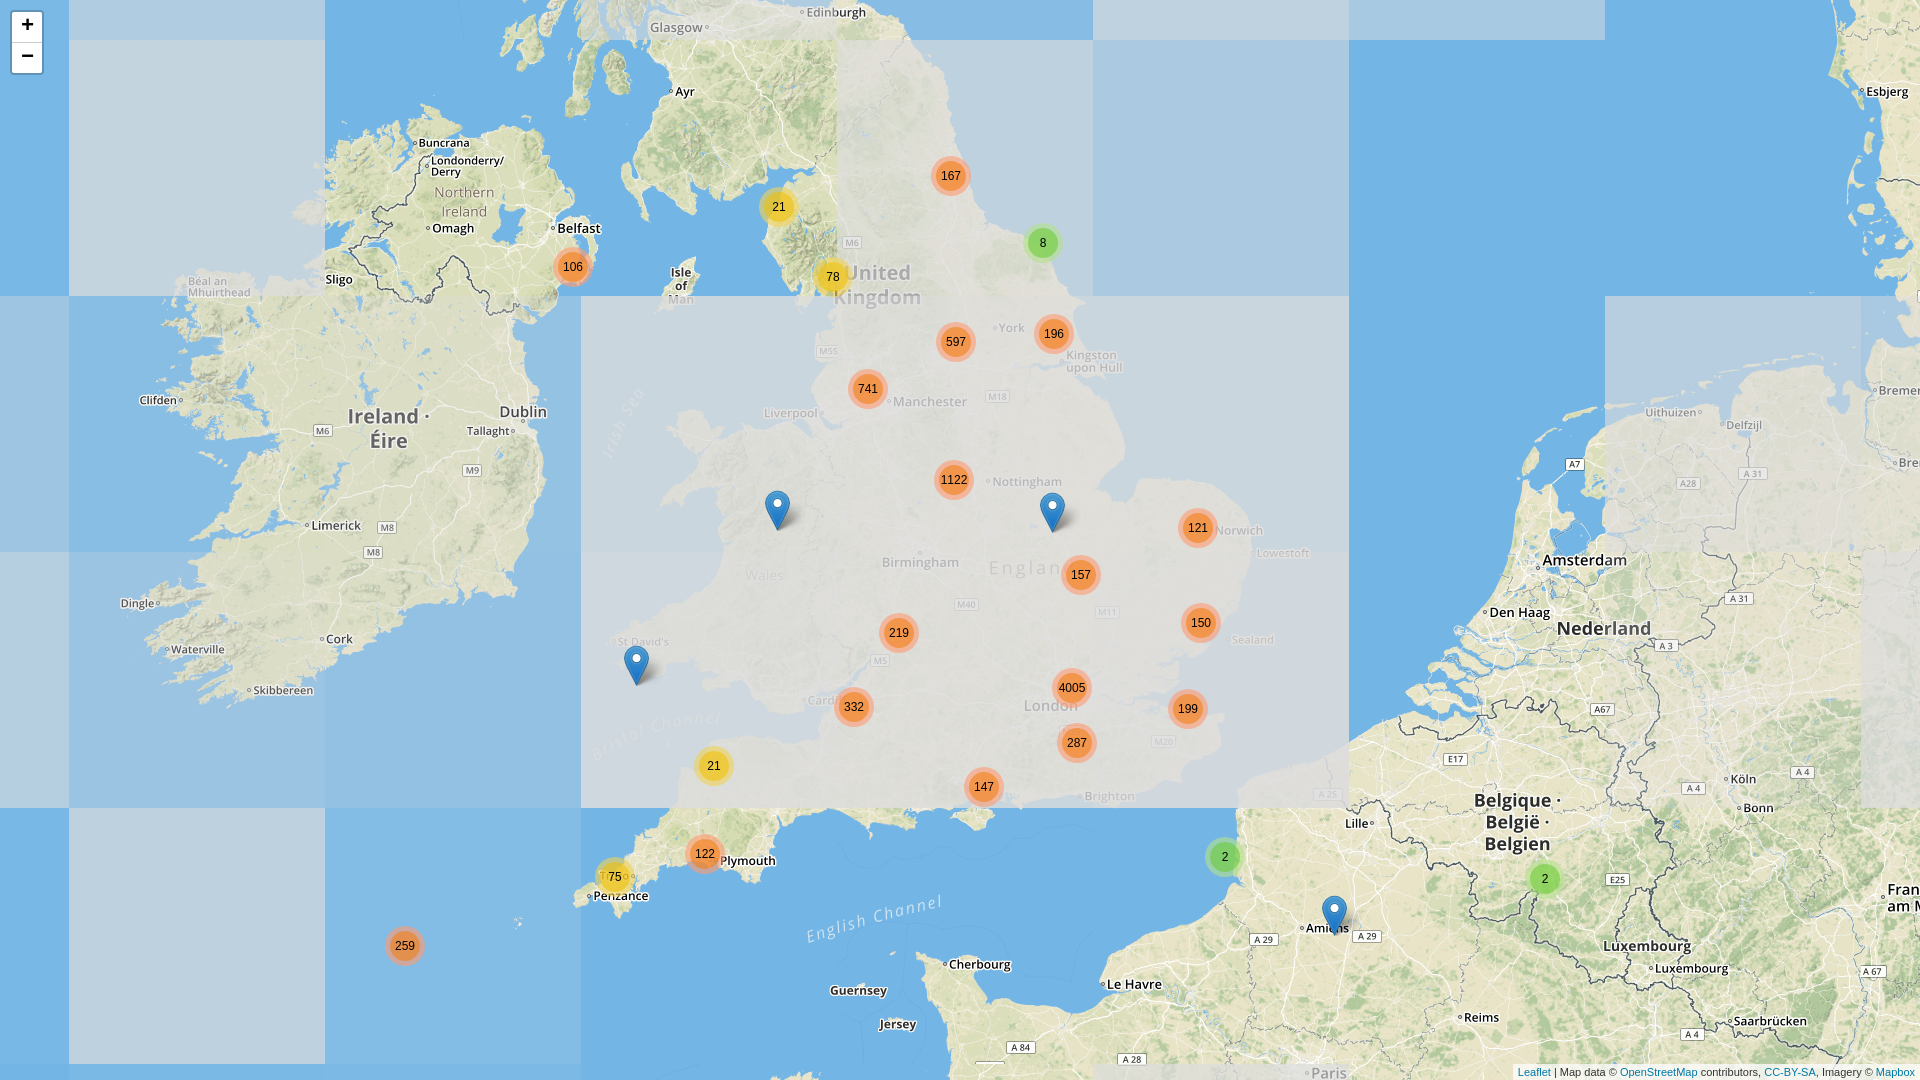 +
−
Edinburgh
Glasgow
Ayr
Esbjerg
Buncrana
Londonderry/
Derry
Northern
Ireland
Omagh
Belfast
Sligo
Béal an
Mhuirthead
Isle
of
Man
M6
United
Kingdom
167
21
8
106
78
York
597
196
Kingston
upon Hull
M55
741
Manchester
M18
Liverpool
Irish Sea
Clifden
Ireland ·
Éire
Dublin
Tallaght
M6
M9
Limerick
M8
M8
Dingle
Cork
Waterville
Skibbereen
1122
Nottingham
121
Norwich
Lowestoft
Birmingham
Englan
157
Wales
M40
M11
150
Sealand
219
St David's
M5
4005
London
199
Cardi
332
287
M20
Bristol Channel
21
147
Brighton
A 25
Uithuizen
Delfzijl
Breme
Bre
A7
A28
A 31
Amsterdam
A 31
Den Haag
Nederland
A 3
A67
E17
Köln
A 4
A 4
Bonn
Belgique ·
België ·
Belgien
Lille
122
Plymouth
75
Penzance
2
2
E25
Fran
am M
English Channel
Amiens
A 29
A 29
259
Luxembourg
Luxembourg
A 67
Cherbourg
Le Havre
Guernsey
Jersey
Reims
Saarbrücken
A 4
A 84
A 28
Paris
Leaflet | Map data © OpenStreetMap contributors, CC-BY-SA, Imagery © Mapbox